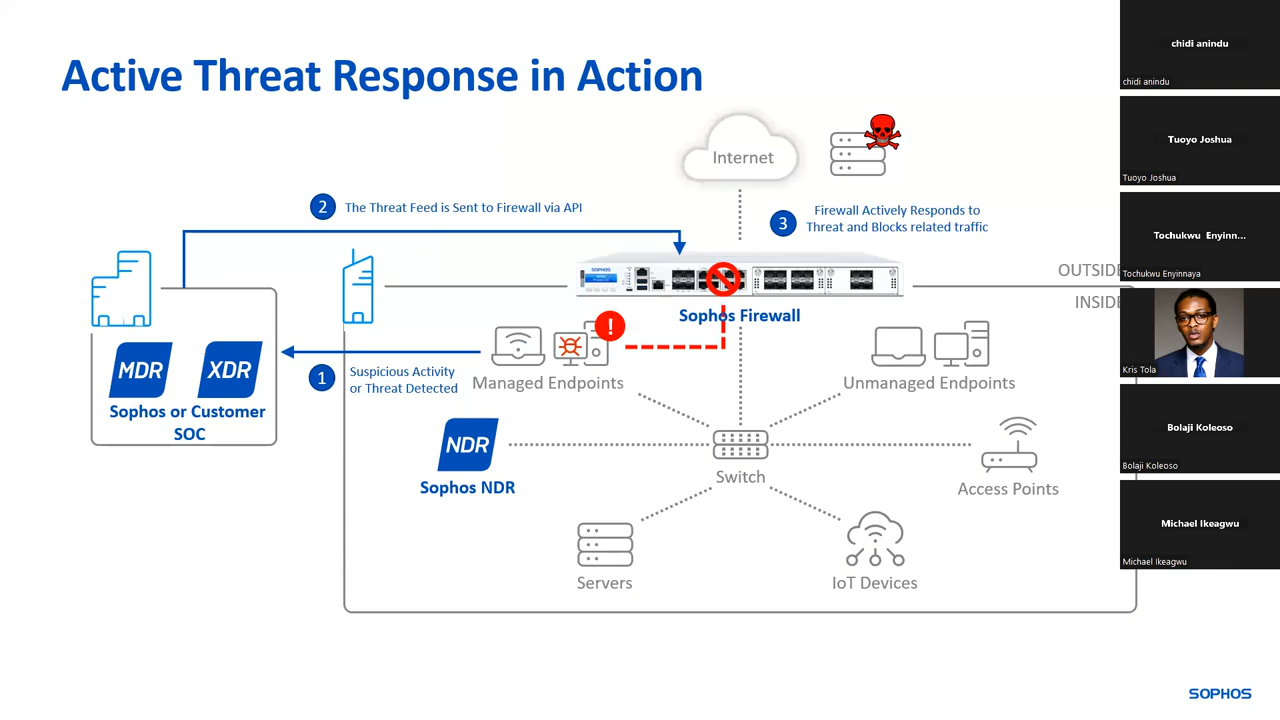 Active Threat Response in Action
Internet
2
The Threat Feed is Sent to Firewall via API
3
Firewall Actively Responds to
Threat and Blocks related traffic
SOPHOS
OUTSIDE
INSIDE
Sophos Firewall
!
MDR
XDR
Sophos or Customer
SOC
1
Suspicious Activity
or Threat Detected
Managed Endpoints
Unmanaged Endpoints
NDR
Sophos NDR
Switch
Access Points
Servers
IoT Devices
SOPHOS
chidi anindu
chidi anindu
Tuoyo Joshua
Tuoyo Joshua
Tochukwu Enyinn...
Tochukwu Enyinnaya
Kris Tola
Bolaji Koleoso
Bolaji Koleoso
Michael Ikeagwu
Michael Ikeagwu